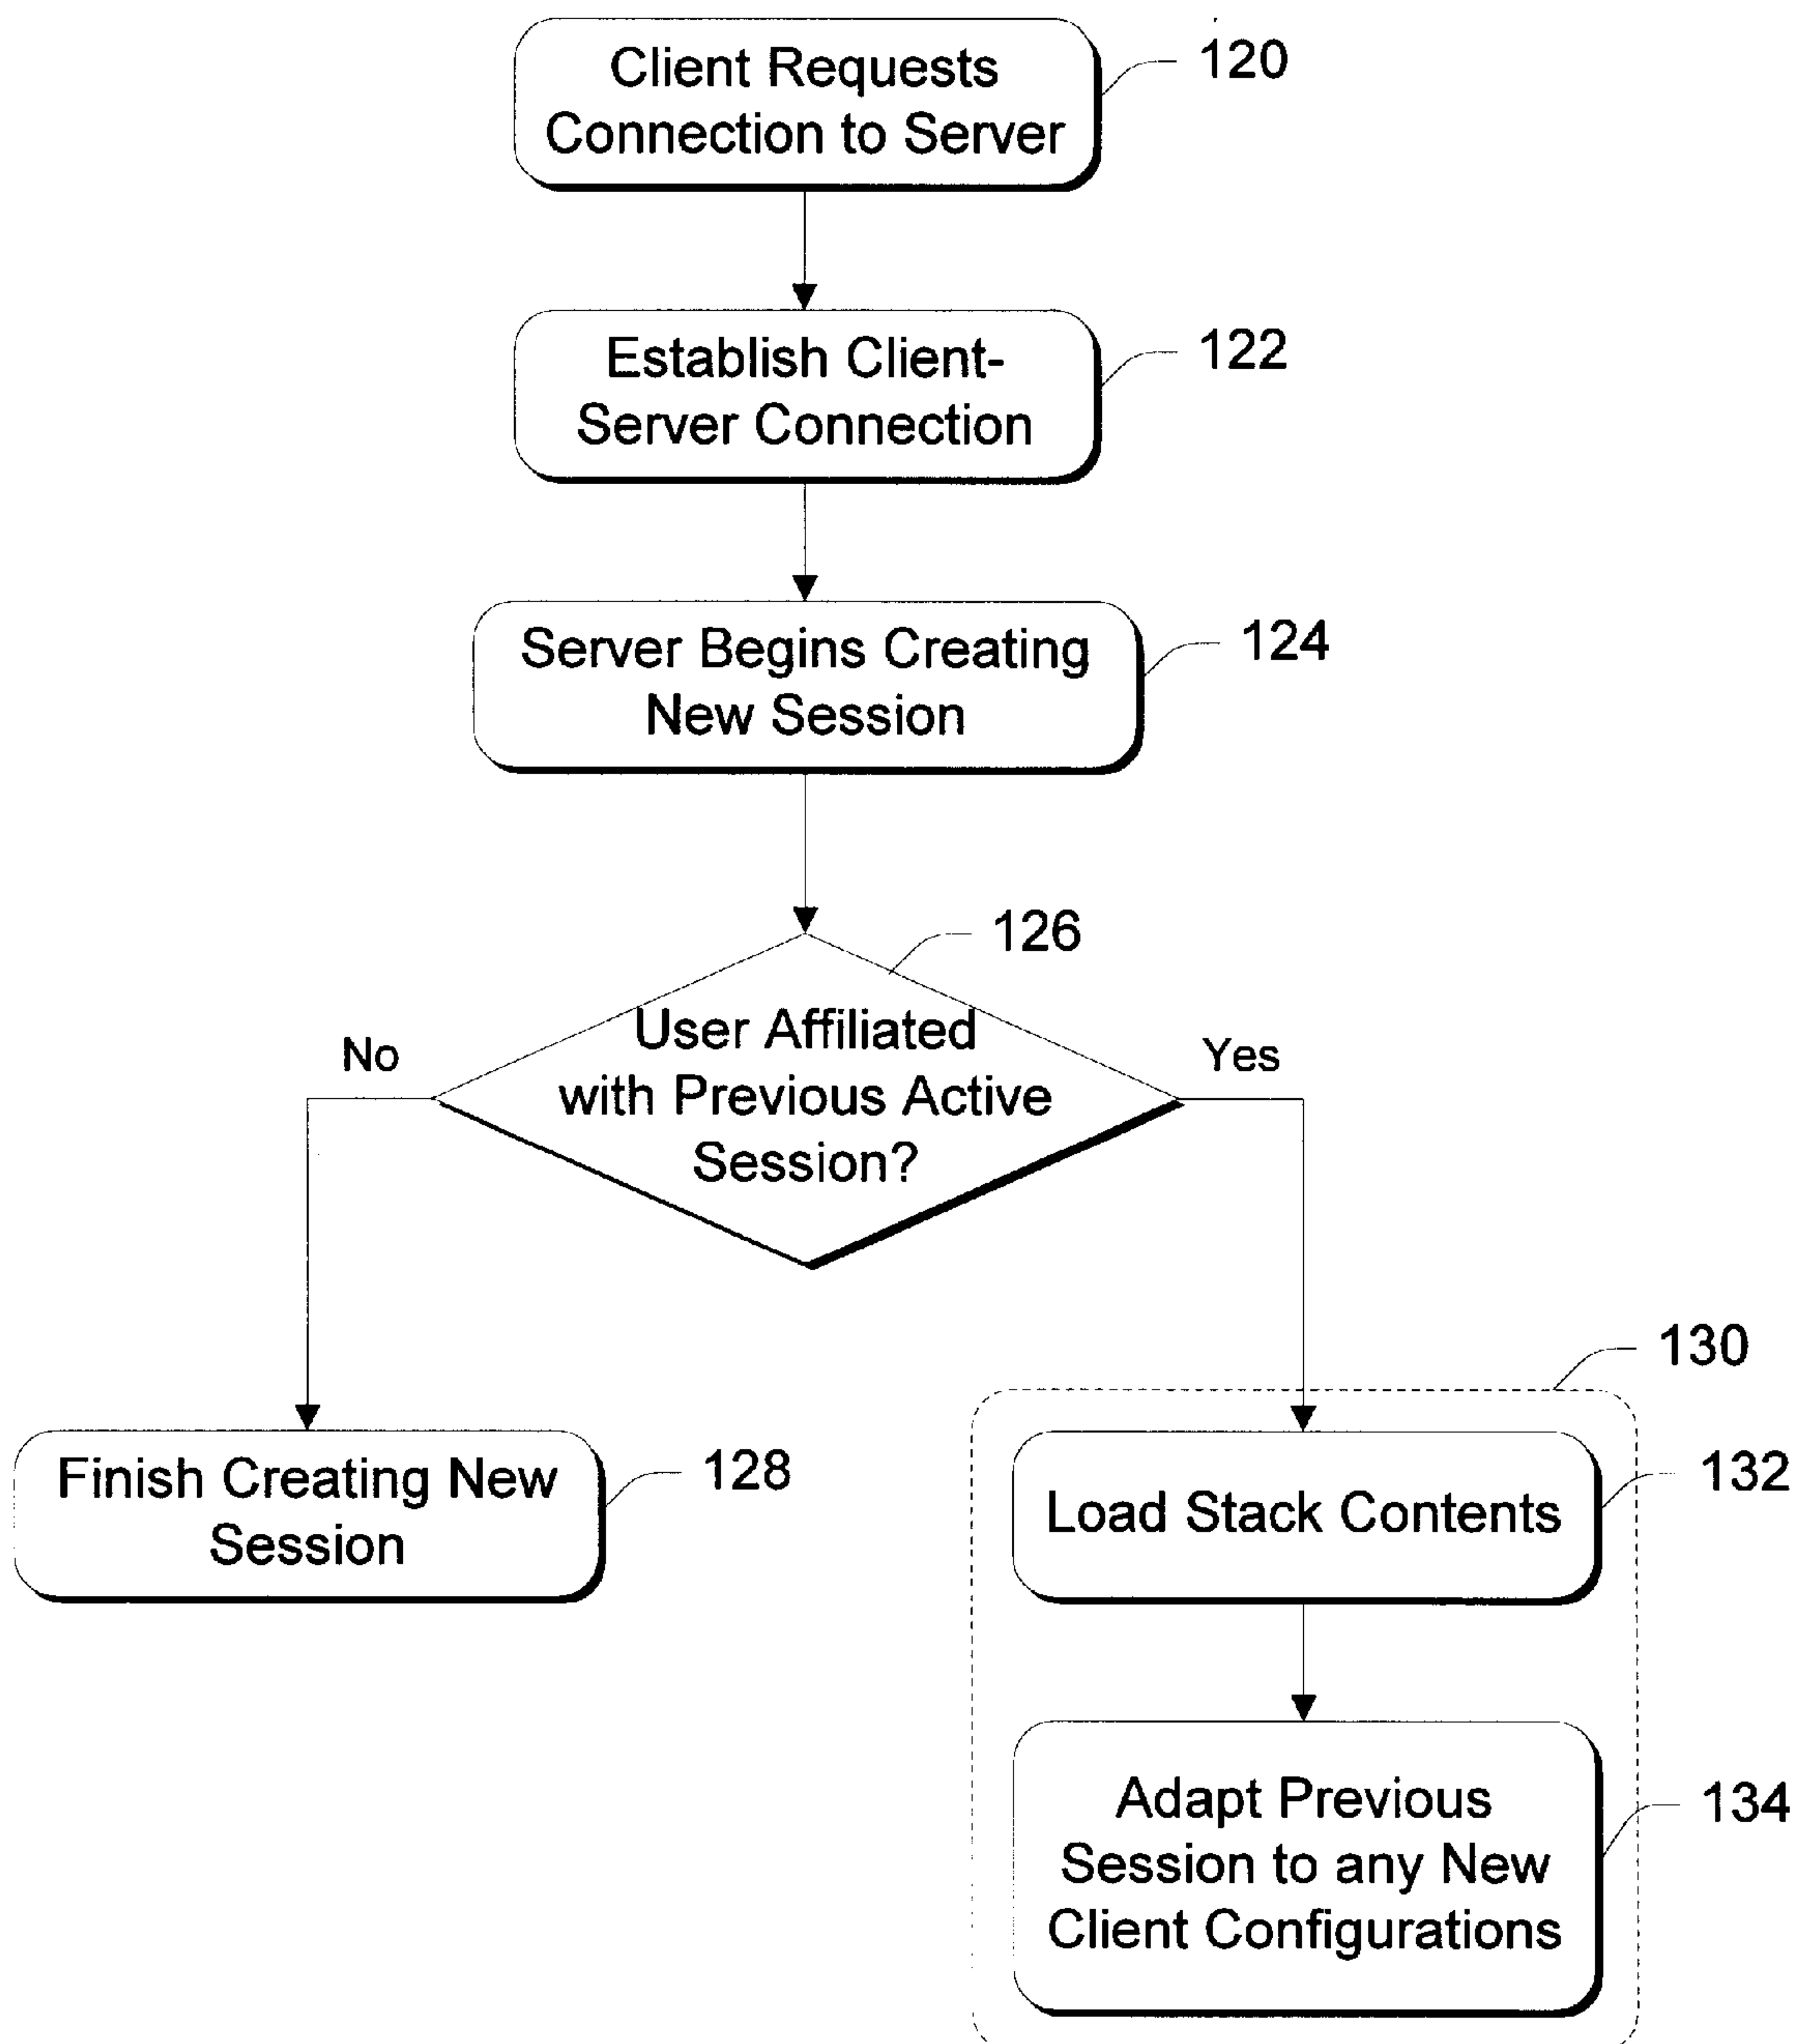 Client Requests
Connection to Server
120
Establish Client-
Server Connection
122
Server Begins Creating
New Session
124
126
User Affiliated
with Previous Active
Session?
No
Yes
130
Finish Creating New
Session
128
Load Stack Contents
132
Adapt Previous
Session to any New
Client Configurations
134